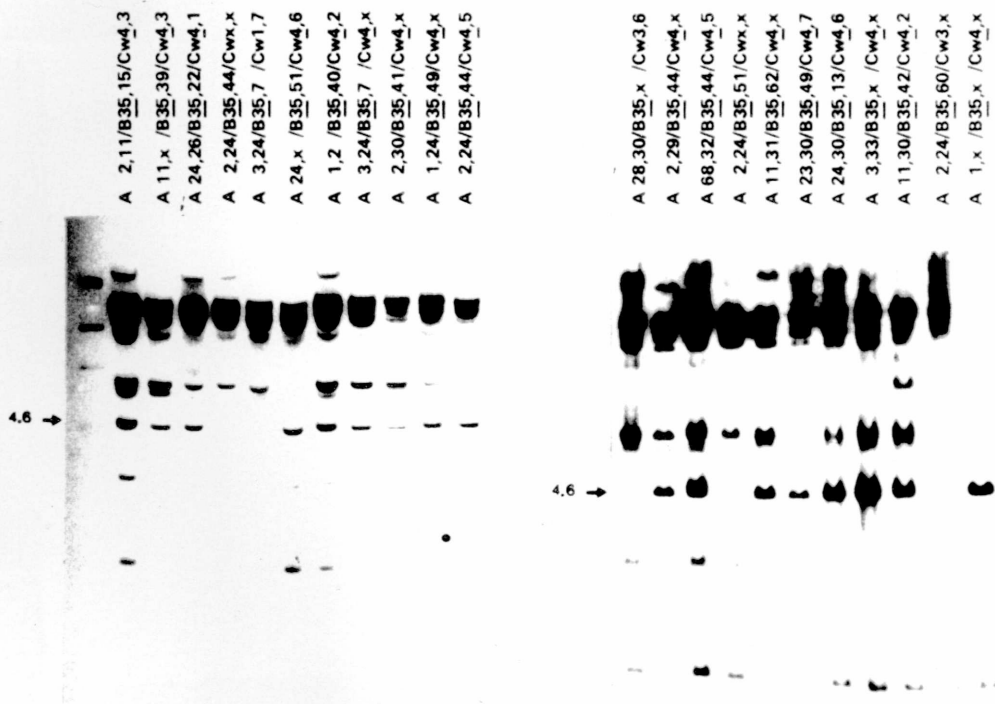 A 2,11/B35,15/Cw4,3
A 11,x /B35,39/Cw4,3
A 24,26/B35,22/Cw4,1
A 2,24/B35,44/Cwx,x
A 3,24/B35,7 /Cw1,7
A 24,x /B35,51/Cw4,6
A 1,2 /B35,40/Cw4,2
A 3,24/B35,7 /Cw4,x
A 2,30/B35,41/Cw4,x
A 1,24/B35,49/Cw4,x
A 2,24/B35,44/Cw4,5
4.6
A 28,30/B35,x /Cw3,6
A 2,29/B35,44/Cw4,x
A 68,32/B35,44/Cw4,5
A 2,24/B35,51/Cwx,x
A 11,31/B35,62/Cw4,x
A 23,30/B35,49/Cw4,7
A 24,30/B35,13/Cw4,6
A 3,33/B35,x /Cw4,x
A 11,30/B35,42/Cw4,2
A 2,24/B35,60/Cw3,x
A 1,x /B35,x /Cw4,x
4.6